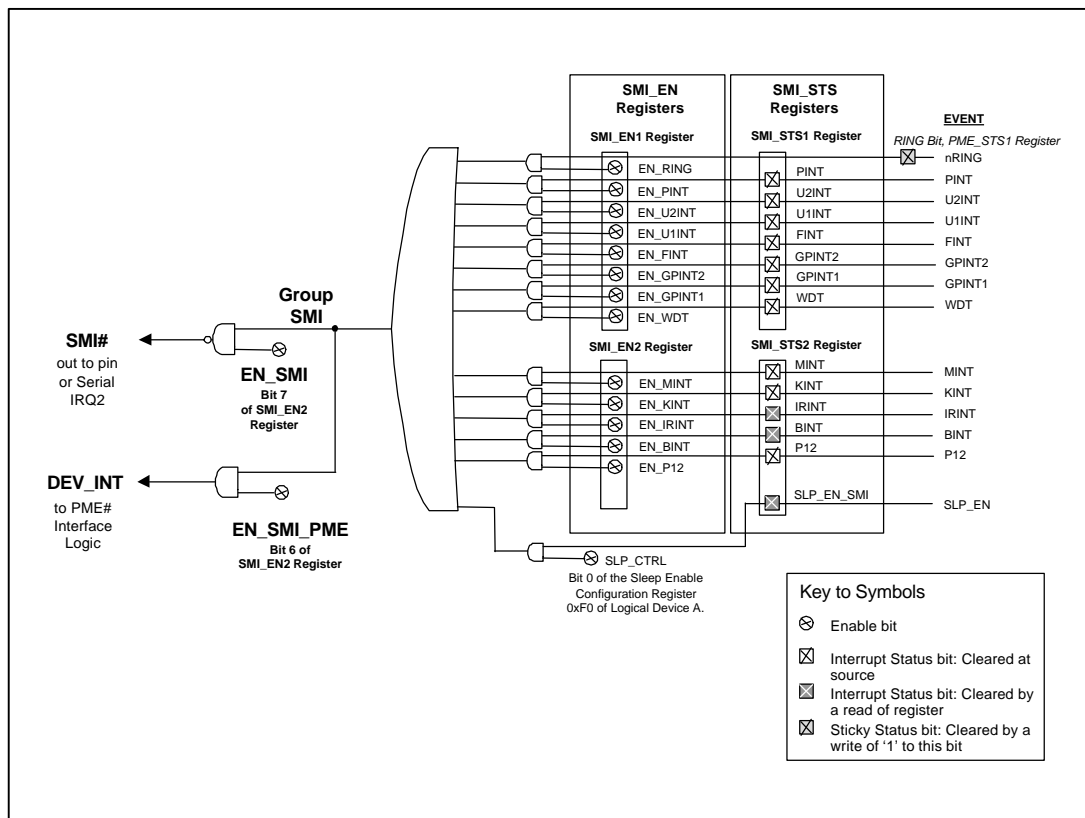 SMI_EN
Registers
SMI_STS
Registers
EVENT
SMI_EN1 Register
SMI_STS1 Register
RING Bit, PME_STS1 Register
nRING
EN_RING
PINT
PINT
EN_PINT
U2INT
U2INT
EN_U2INT
U1INT
U1INT
EN_U1INT
FINT
FINT
EN_FINT
GPINT2
GPINT2
EN_GPINT2
GPINT1
GPINT1
EN_GPINT1
WDT
WDT
EN_WDT
Group
SMI
SMI#
out to pin
or Serial
IRQ2
EN_SMI
Bit 7
of SMI_EN2
Register
SMI_EN2 Register
SMI_STS2 Register
MINT
MINT
EN_MINT
KINT
KINT
EN_KINT
IRINT
IRINT
EN_IRINT
BINT
BINT
EN_BINT
P12
P12
EN_P12
DEV_INT
to PME#
Interface
Logic
EN_SMI_PME
Bit 6 of
SMI_EN2 Register
SLP_EN_SMI
SLP_EN
SLP_CTRL
Bit 0 of the Sleep Enable
Configuration Register
0xF0 of Logical Device A.
Key to Symbols
Enable bit
Interrupt Status bit: Cleared at
source
Interrupt Status bit: Cleared by
a read of register
Sticky Status bit: Cleared by a
write of ‘1’ to this bit